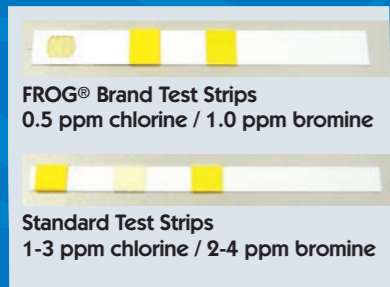 FROG® Brand Test Strips
0.5 ppm chlorine / 1.0 ppm bromine
Standard Test Strips
1-3 ppm chlorine / 2-4 ppm bromine